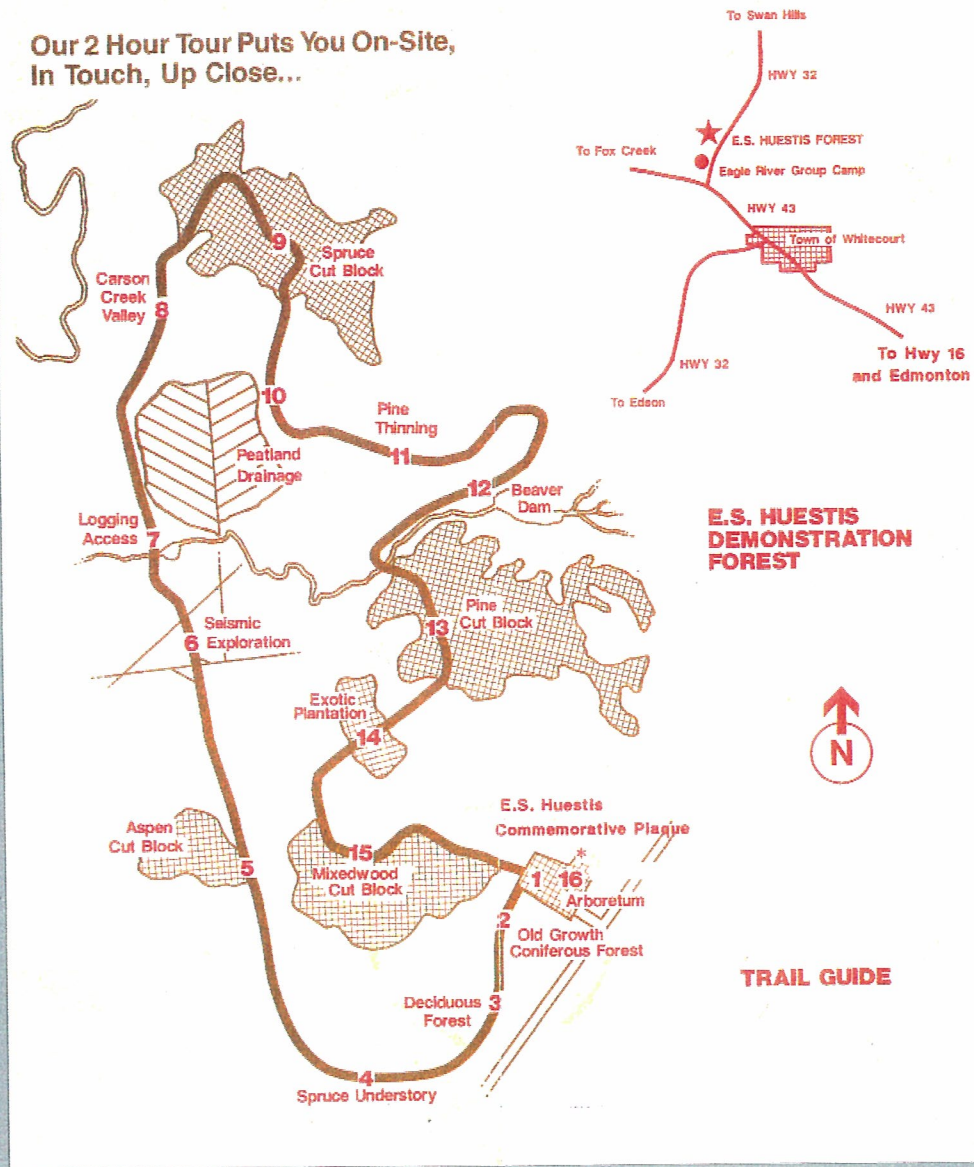 Our 2 Hour Tour Puts You On-Site,
In Touch, Up Close...
To Swan Hills
HWY 32
E.S. HUESTIS FOREST
To Fox Creek
Eagle River Group Camp
HWY 43
Town of Whitecourt
HWY 43
To Hwy 16
and Edmonton
HWY 32
To Edson
9
Spruce
Cut Block
Carson
Creek
Valley
8
10
Pine
Thinning
11
Peatland
Drainage
12
Beaver
Dam
Logging
Access
7
E.S. HUESTIS
DEMONSTRATION
FOREST
Pine
Cut Block
13
Seismic
Exploration
6
Exotic
Plantation
14
N
E.S. Huestis
Commemorative Plaque
*
Aspen
Cut Block
5
15
Mixedwood
Cut Block
1
16
Arboretum
2
Old Growth
Coniferous Forest
TRAIL GUIDE
Deciduous
Forest
3
4
Spruce Understory